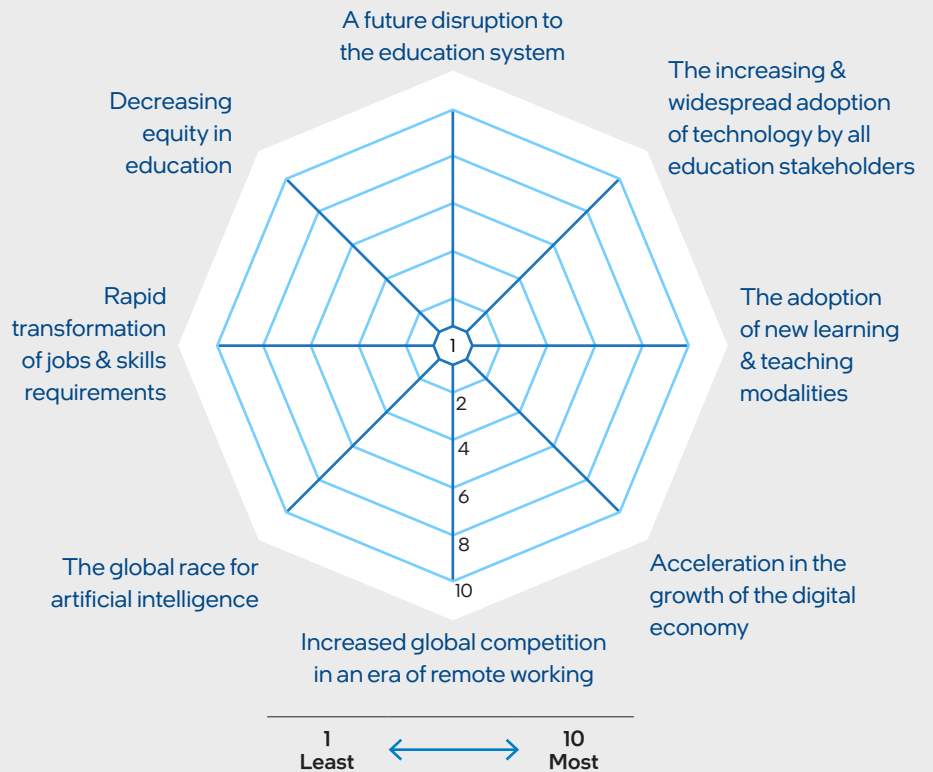 A future disruption to
the education system
The increasing &
widespread adoption
of technology by all
education stakeholders
The adoption
of new learning
& teaching
modalities
Acceleration in the
growth of the digital
economy
Increased global competition
in an era of remote working
The global race for
artificial intelligence
Rapid
transformation
of jobs & skills
requirements
Decreasing
equity in
education
1
2
4
6
8
10
1
Least
10
Most